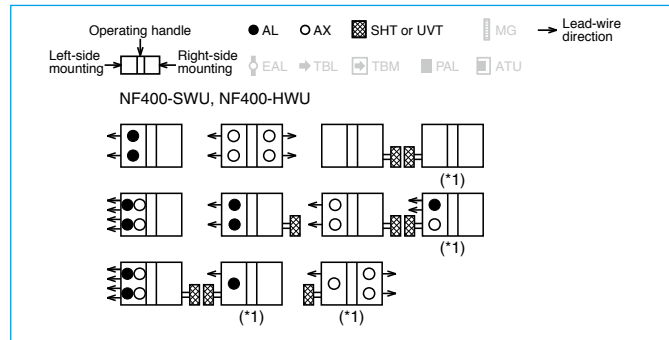 Operating handle
AL
AX
SHT or UVT
MG
Lead-wire direction
Left-side mounting
Right-side mounting
EAL
TBL
TBM
PAL
ATU
NF400-SWU, NF400-HWU
(*1)
(*1)
(*1)
(*1)